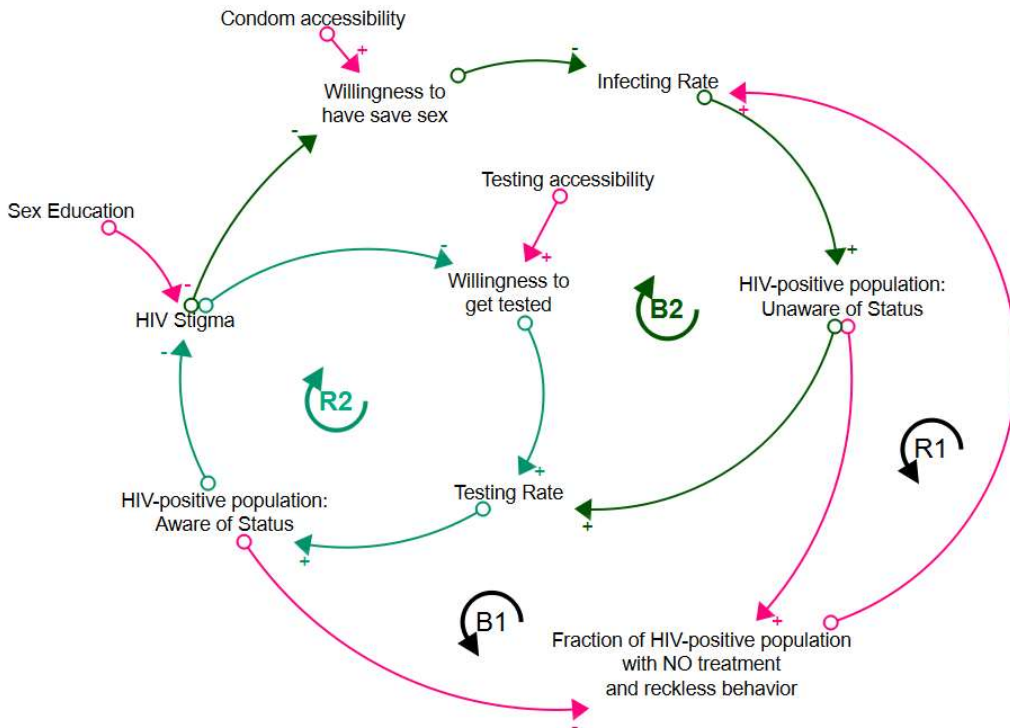 Condom accessibility
+
-
Willingness to
have save sex
Infecting Rate
+
-
Testing accessibility
Sex Education
+
-
+
-
Willingness to
get tested
HIV-positive population:
Unaware of Status
HIV Stigma
B2
-
R2
R1
+
HIV-positive population:
Aware of Status
Testing Rate
+
+
B1
+
Fraction of HIV-positive population
with NO treatment
and reckless behavior
-